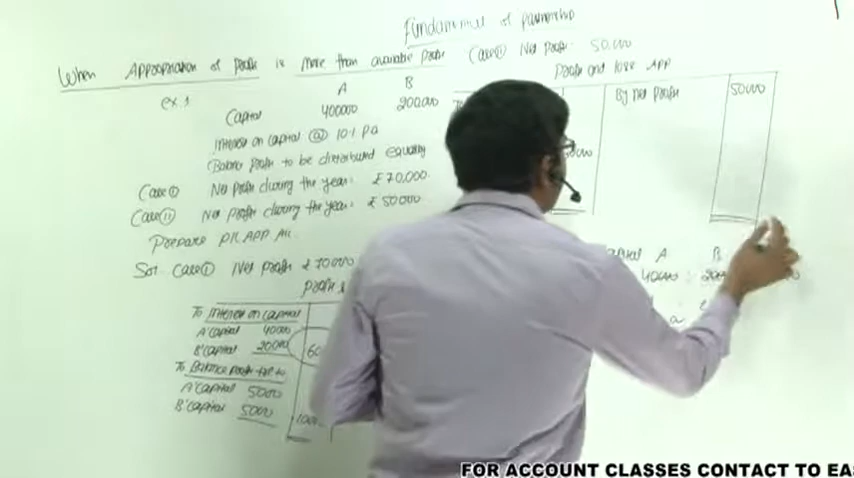 Fundamental of partnership
When Appropriation of profit is more than available profit
ex.1
A B
Capital 400000 200000
Interest on capital @ 10% Pa
Balance profit to be distributed equally
Case I Net profit during the year: ₹70,000
Case II Net profit during the year: ₹50000
Prepare P/L APP A/c
Sol. Case I Net profit ₹70000
To Interest on capital
A'capital 40000
B'capital 20000
To Balance profit
A'capital 5000
B'capital 5000
Case II Net profit: 50,000
Profit and loss APP
By Net profit 50000
A B
FOR ACCOUNT CLASSES CONTACT TO